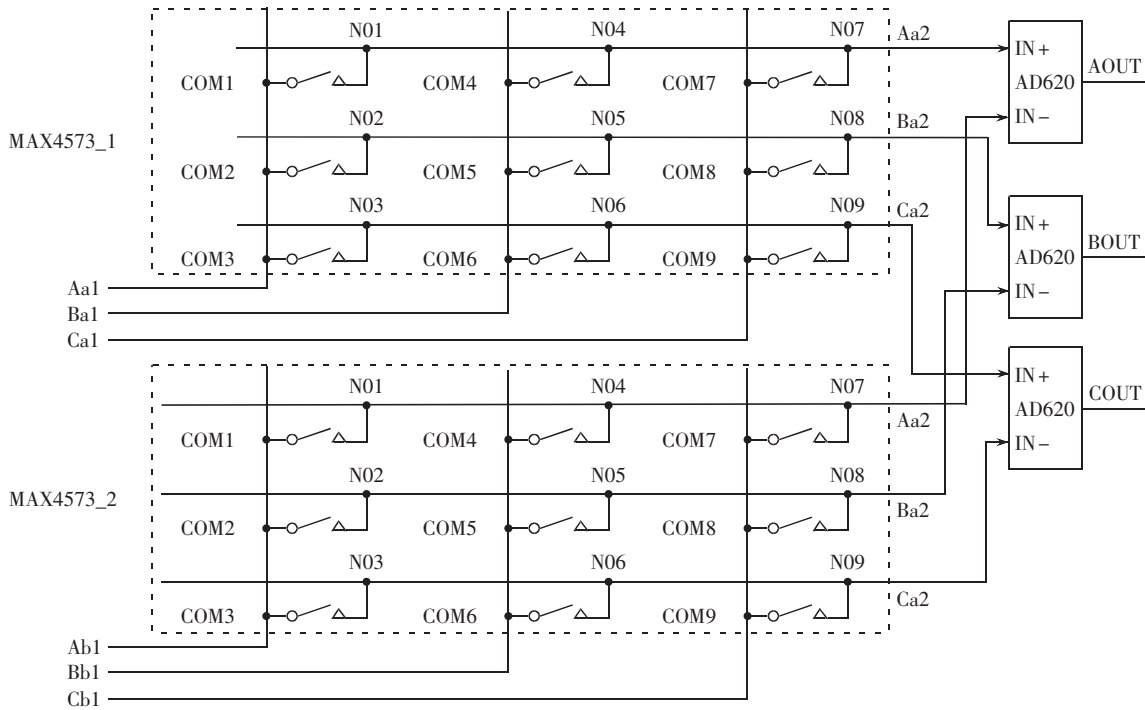 N01 N04 N07 Aa2
IN+
COM1 COM4 COM7 AD620 AOUT
IN−
MAX4573_1 N02 N05 N08 Ba2
COM2 COM5 COM8
N03 N06 N09 Ca2
IN+
COM3 COM6 COM9 AD620 BOUT
IN−
Aa1
Ba1
Ca1
IN+
N01 N04 N07 AD620 COUT
Aa2
COM1 COM4 COM7 IN−
MAX4573_2 N02 N05 N08
Ba2
COM2 COM5 COM8
N03 N06 N09
Ca2
COM3 COM6 COM9
Ab1
Bb1
Cb1